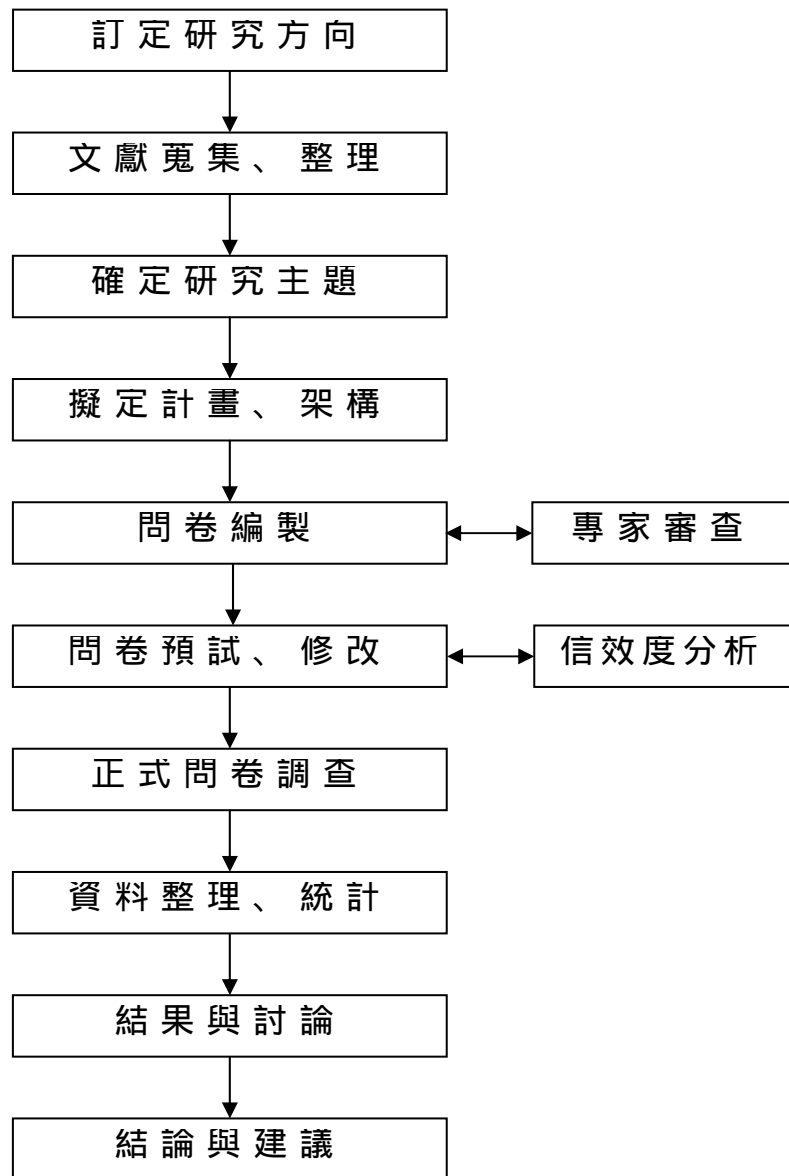 訂定研究方向
文獻蒐集、整理
確定研究主題
擬定計畫、架構
問卷編製
專家審查
問卷預試、修改
信效度分析
正式問卷調查
資料整理、統計
結果與討論
結論與建議